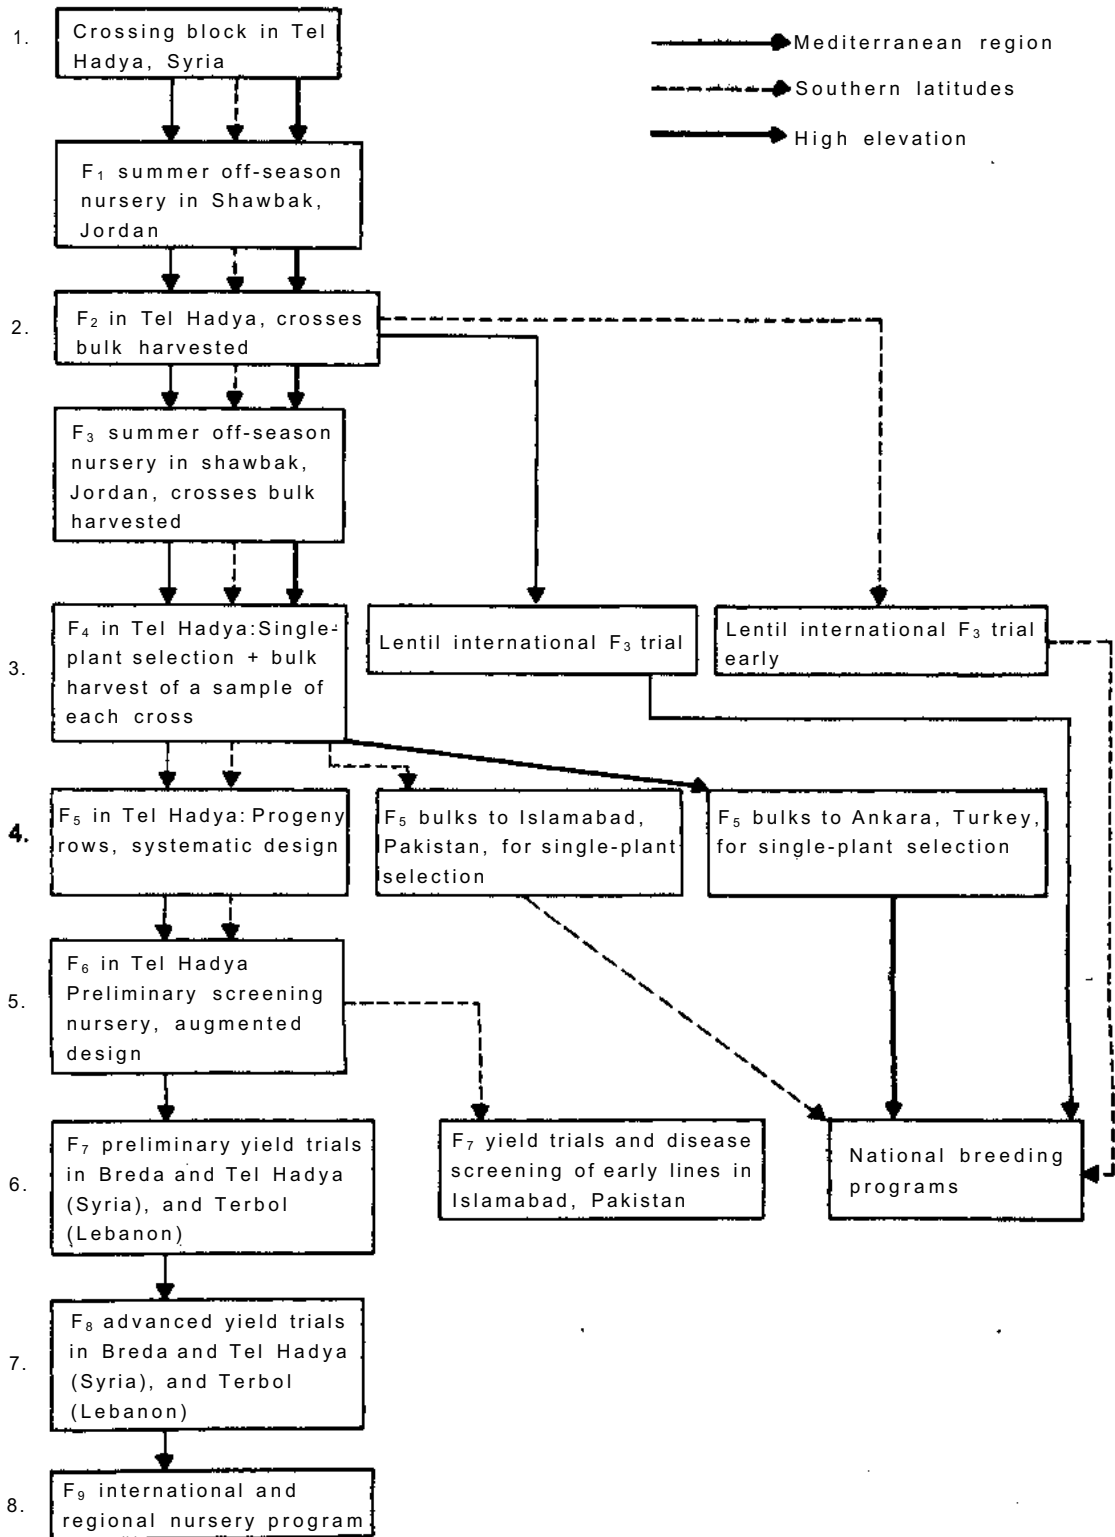 1.
Crossing block in Tel
Hadya, Syria
Mediterranean region
Southern latitudes
High elevation
F₁ summer off-season
nursery in Shawbak,
Jordan
2.
F₂ in Tel Hadya, crosses
bulk harvested
F₃ summer off-season
nursery in shawbak,
Jordan, crosses bulk
harvested
3.
F₄ in Tel Hadya: Single-
plant selection + bulk
harvest of a sample of
each cross
Lentil international F₃ trial
Lentil international F₃ trial
early
4.
F₅ in Tel Hadya: Progeny
rows, systematic design
F₅ bulks to Islamabad,
Pakistan, for single-plant
selection
F₅ bulks to Ankara, Turkey,
for single-plant selection
5.
F₆ in Tel Hadya
Preliminary screening
nursery, augmented
design
6.
F₇ preliminary yield trials
in Breda and Tel Hadya
(Syria), and Terbol
(Lebanon)
F₇ yield trials and disease
screening of early lines in
Islamabad, Pakistan
National breeding
programs
7.
F₈ advanced yield trials
in Breda and Tel Hadya
(Syria), and Terbol
(Lebanon)
8.
F₉ international and
regional nursery program